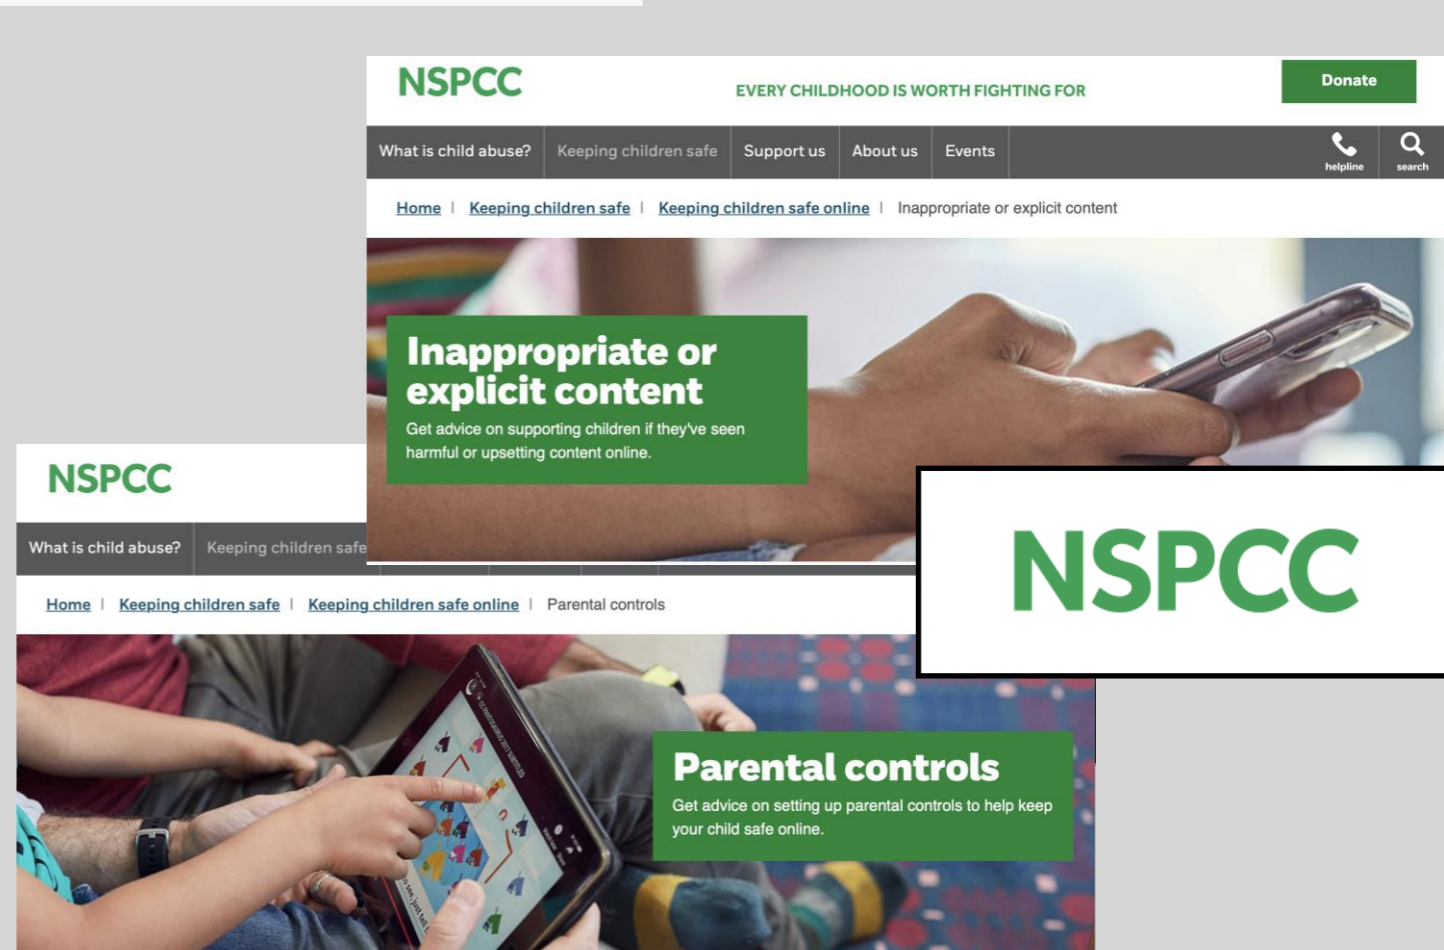 NSPCC
EVERY CHILDHOOD IS WORTH FIGHTING FOR
Donate
What is child abuse? Keeping children safe Support us About us Events helpline search
Home | Keeping children safe | Keeping children safe online | Inappropriate or explicit content
Inappropriate or
explicit content
Get advice on supporting children if they've seen
harmful or upsetting content online.
NSPCC
What is child abuse? Keeping children safe
Home | Keeping children safe | Keeping children safe online | Parental controls
NSPCC
Parental controls
Get advice on setting up parental controls to help keep
your child safe online.